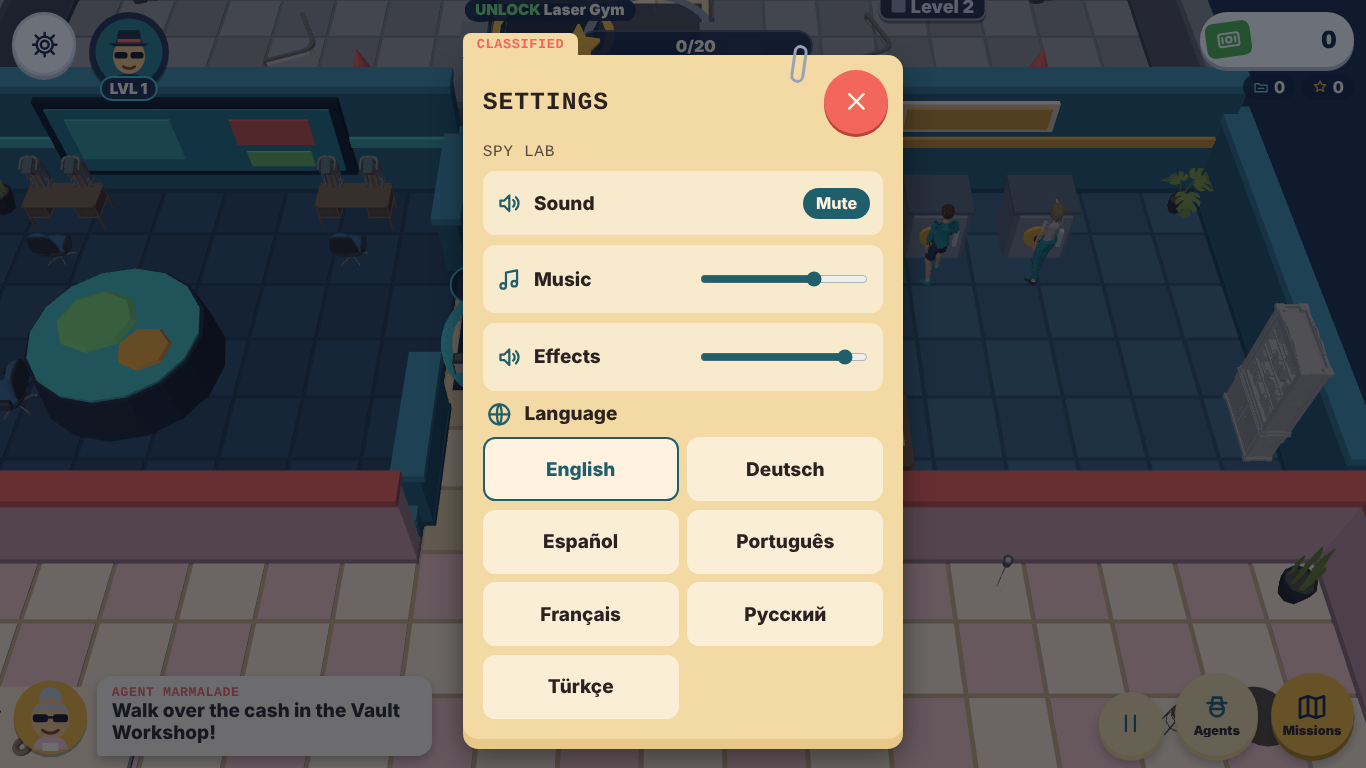 UNLOCK Laser Gym
Level 2
CLASSIFIED
0/20
0
LVL 1
0
0
SETTINGS
SPY LAB
Sound
Mute
Music
Effects
Language
English
Deutsch
Español
Português
Français
Русский
Türkçe
AGENT MARMALADE
Walk over the cash in the Vault
Workshop!
Agents
Missions